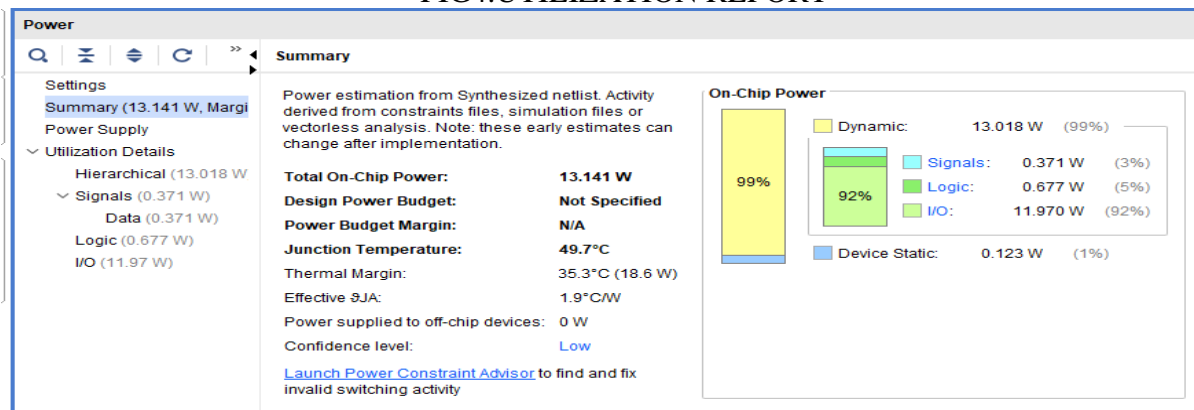 FIG..UTILIZATION REPORT
Power
»
Summary
Settings
Summary (13.141 W, Margi
Power Supply
Utilization Details
Hierarchical (13.018 W
Signals (0.371 W)
Data (0.371 W)
Logic (0.677 W)
I/O (11.97 W)
Power estimation from Synthesized netlist. Activity
derived from constraints files, simulation files or
vectorless analysis. Note: these early estimates can
change after implementation.
Total On-Chip Power: 13.141 W
Design Power Budget: Not Specified
Power Budget Margin: N/A
Junction Temperature: 49.7°C
Thermal Margin: 35.3°C (18.6 W)
Effective ϑJA: 1.9°C/W
Power supplied to off-chip devices: 0 W
Confidence level: Low
Launch Power Constraint Advisor to find and fix
invalid switching activity
On-Chip Power
99%
Dynamic: 13.018 W (99%)
92%
Signals: 0.371 W (3%)
Logic: 0.677 W (5%)
I/O: 11.970 W (92%)
Device Static: 0.123 W (1%)